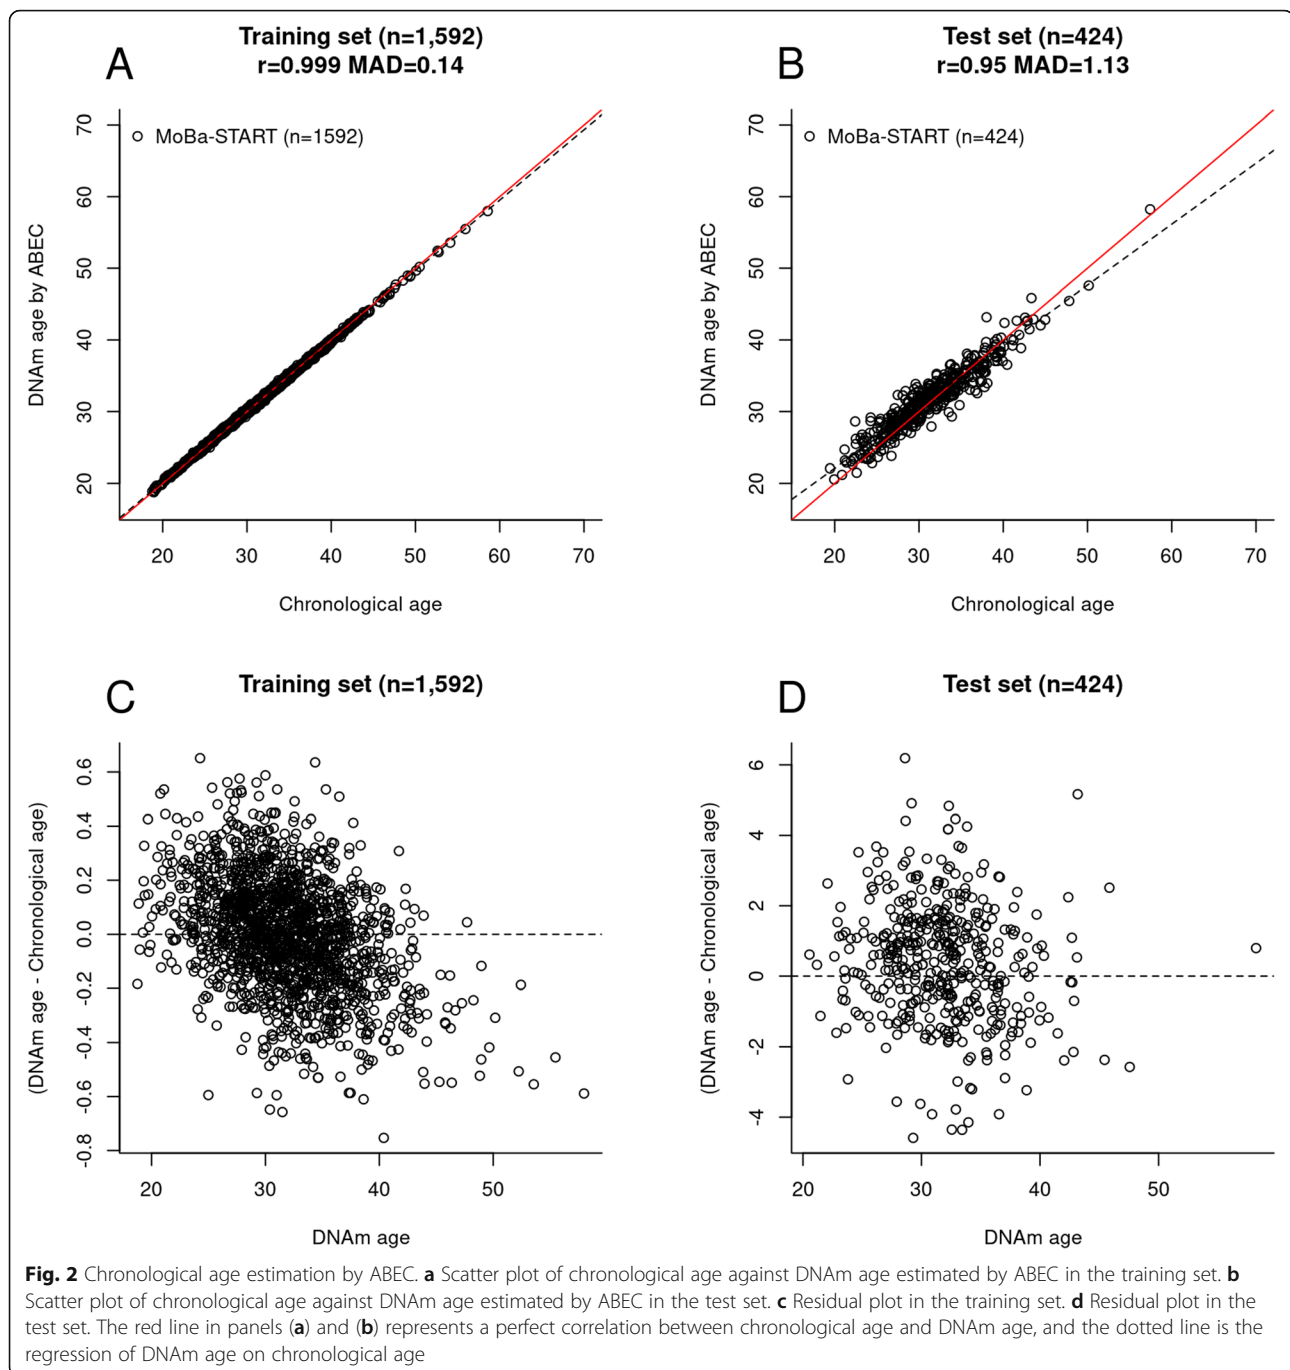 A
Training set (n=1,592)
r=0.999 MAD=0.14
MoBa-START (n=1592)
DNAm age by ABEC
70
60
50
40
30
20
20 30 40 50 60 70
Chronological age
B
Test set (n=424)
r=0.95 MAD=1.13
MoBa-START (n=424)
DNAm age by ABEC
70
60
50
40
30
20
20 30 40 50 60 70
Chronological age
C
Training set (n=1,592)
(DNAm age - Chronological age)
0.6
0.4
0.2
0.0
-0.2
-0.4
-0.6
-0.8
20 30 40 50
DNAm age
D
Test set (n=424)
(DNAm age - Chronological age)
6
4
2
0
-2
-4
20 30 40 50
DNAm age
Fig. 2 Chronological age estimation by ABEC. a Scatter plot of chronological age against DNAm age estimated by ABEC in the training set. b
Scatter plot of chronological age against DNAm age estimated by ABEC in the test set. c Residual plot in the training set. d Residual plot in the
test set. The red line in panels (a) and (b) represents a perfect correlation between chronological age and DNAm age, and the dotted line is the
regression of DNAm age on chronological age